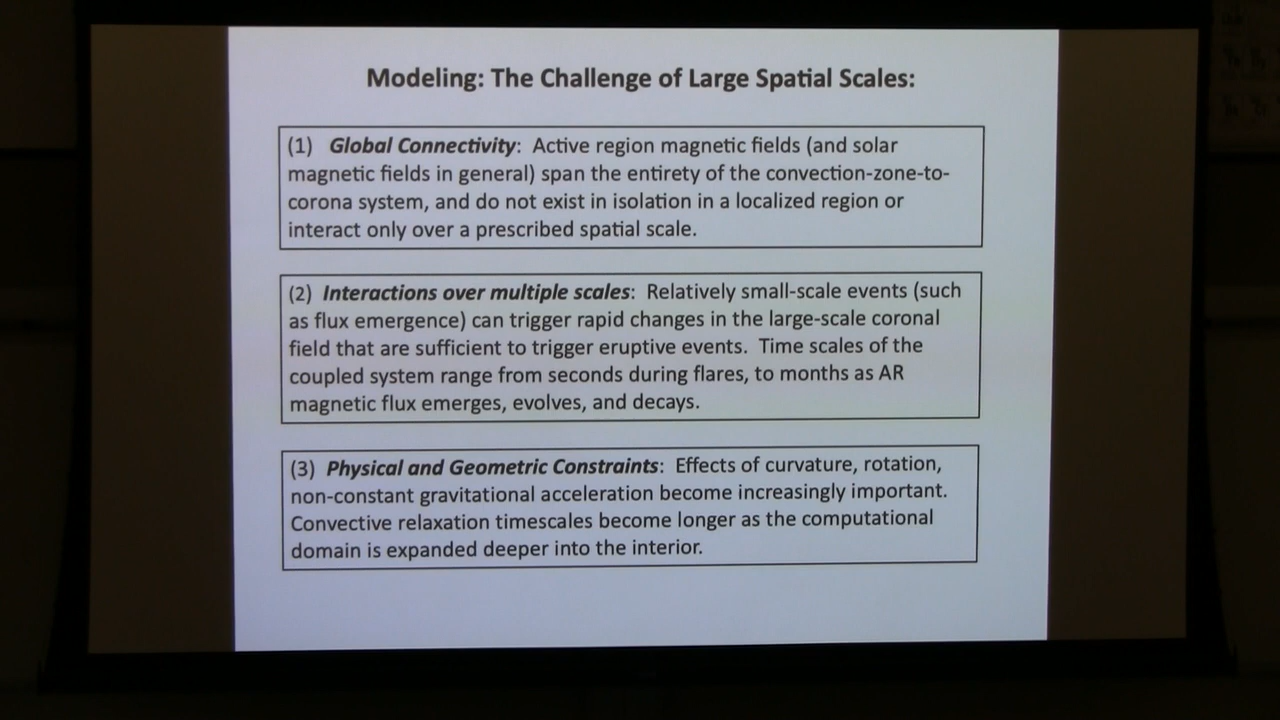 Modeling: The Challenge of Large Spatial Scales:
(1) Global Connectivity: Active region magnetic fields (and solar
magnetic fields in general) span the entirety of the convection-zone-to-
corona system, and do not exist in isolation in a localized region or
interact only over a prescribed spatial scale.
(2) Interactions over multiple scales: Relatively small-scale events (such
as flux emergence) can trigger rapid changes in the large-scale coronal
field that are sufficient to trigger eruptive events. Time scales of the
coupled system range from seconds during flares, to months as AR
magnetic flux emerges, evolves, and decays.
(3) Physical and Geometric Constraints: Effects of curvature, rotation,
non-constant gravitational acceleration become increasingly important.
Convective relaxation timescales become longer as the computational
domain is expanded deeper into the interior.